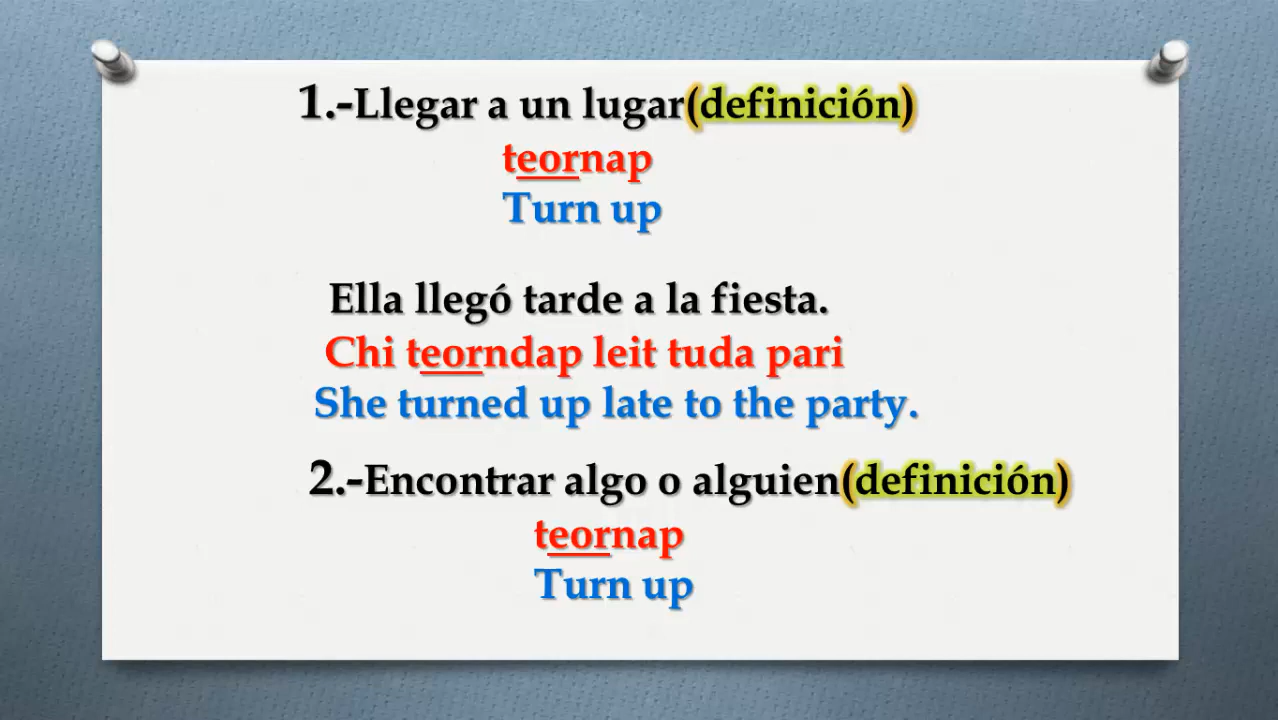 1.-Llegar a un lugar(definición)
teornap
Turn up
Ella llegó tarde a la fiesta.
Chi teorndap leit tuda pari
She turned up late to the party.
2.-Encontrar algo o alguien(definición)
teornap
Turn up